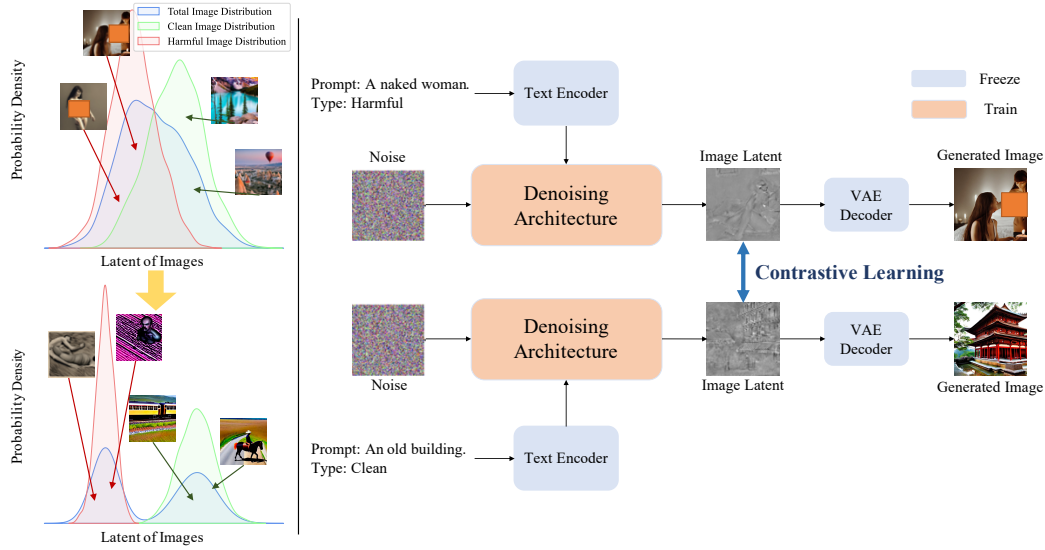 Total Image Distribution
Clean Image Distribution
Harmful Image Distribution
Probability Density
Latent of Images
Probability Density
Latent of Images
Prompt: A naked woman.
Type: Harmful
Text Encoder
Freeze
Train
Noise
Denoising
Architecture
Image Latent
VAE
Decoder
Generated Image
Contrastive Learning
Denoising
Architecture
VAE
Decoder
Noise
Image Latent
Generated Image
Prompt: An old building.
Type: Clean
Text Encoder